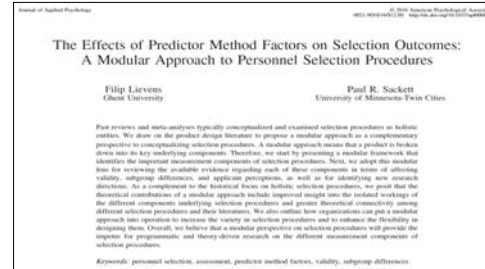 Journal of Applied Psychology
© 2016 American Psychological Assoc
The Effects of Predictor Method Factors on Selection Outcomes:
A Modular Approach to Personnel Selection Procedures
Filip Lievens
Paul R. Sackett
Ghent University
University of Minnesota-Twin Cities
Past reviews and meta-analyses typically conceptualized and examined selection procedures as holistic
entities. We draw on the product design literature to propose a modular approach as a complementary
perspective to conceptualizing selection procedures. A modular approach means that a product is broken
down into its key underlying components. Therefore, we start by presenting a modular framework that
identifies the important measurement components of selection procedures. Next, we adopt this modular
lens for reviewing the available evidence regarding each of these components in terms of affecting
validity, subgroup differences, and applicant perceptions, as well as for identifying new research
directions. As a complement to the historical focus on holistic selection procedures, we posit that the
theoretical contributions of a modular approach include improved insight into the isolated workings of
the different components underlying selection procedures and greater theoretical connectivity among
different selection procedures and their literatures. We also outline how organizations can put a modular
approach into operation to increase the variety in selection procedures and to enhance the flexibility in
designing them. Overall, we believe that a modular perspective on selection procedures will provide the
impetus for programmatic and theory-driven research on the different measurement components of
selection procedures.
Keywords: personnel selection, assessment, predictor method factors, validity, subgroup differences